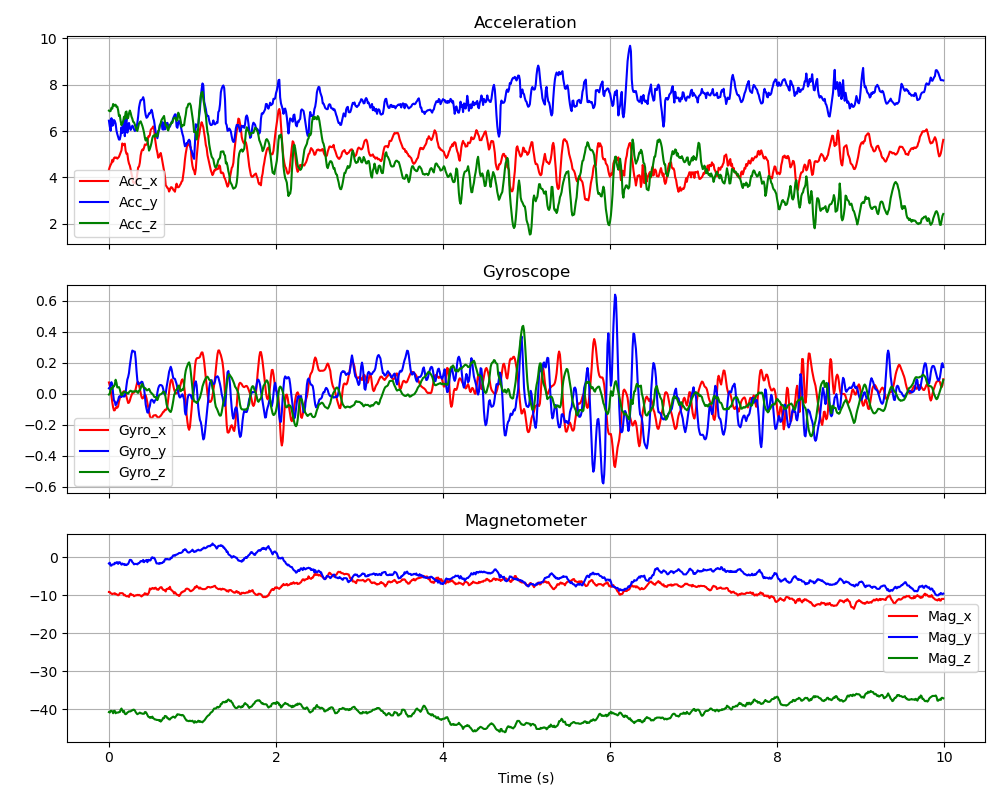 Acceleration
10
8
6
4
2
Acc_x
Acc_y
Acc_z
Gyroscope
0.6
0.4
0.2
0.0
−0.2
−0.4
−0.6
Gyro_x
Gyro_y
Gyro_z
Magnetometer
0
−10
−20
−30
−40
Mag_x
Mag_y
Mag_z
0 2 4 6 8 10
Time (s)